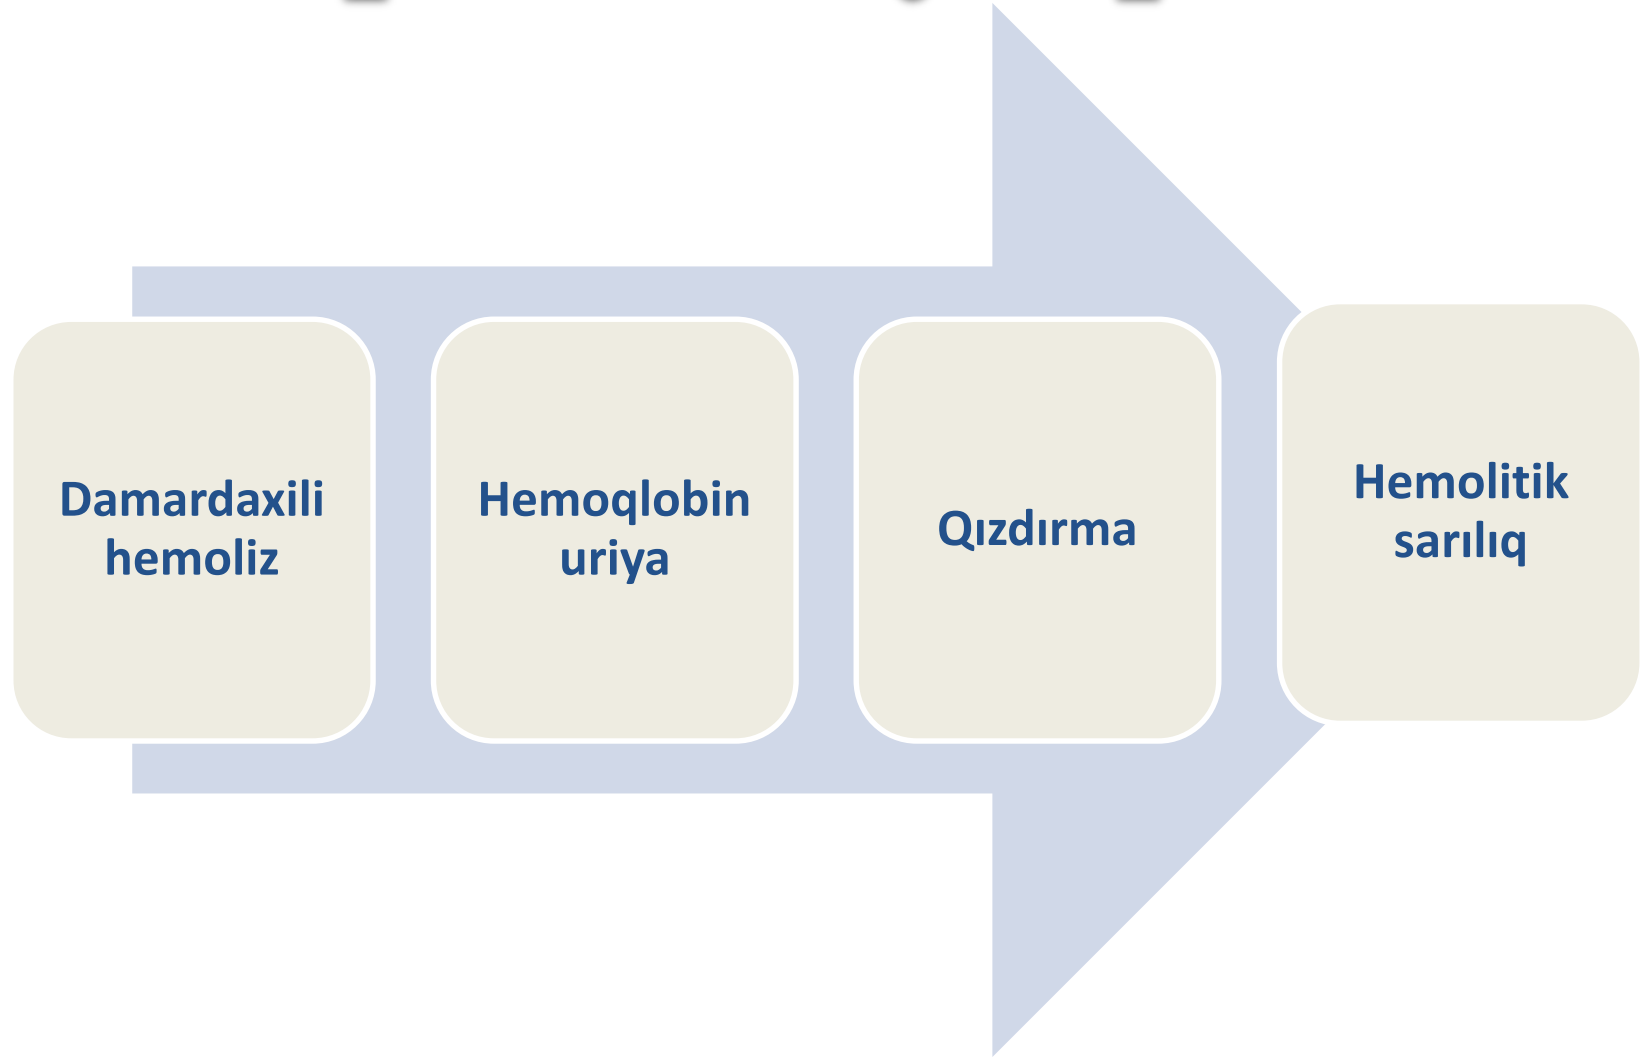 Damardaxili
hemoliz
Hemoqlobin
uriya
Qızdırma
Hemolitik
sarılıq